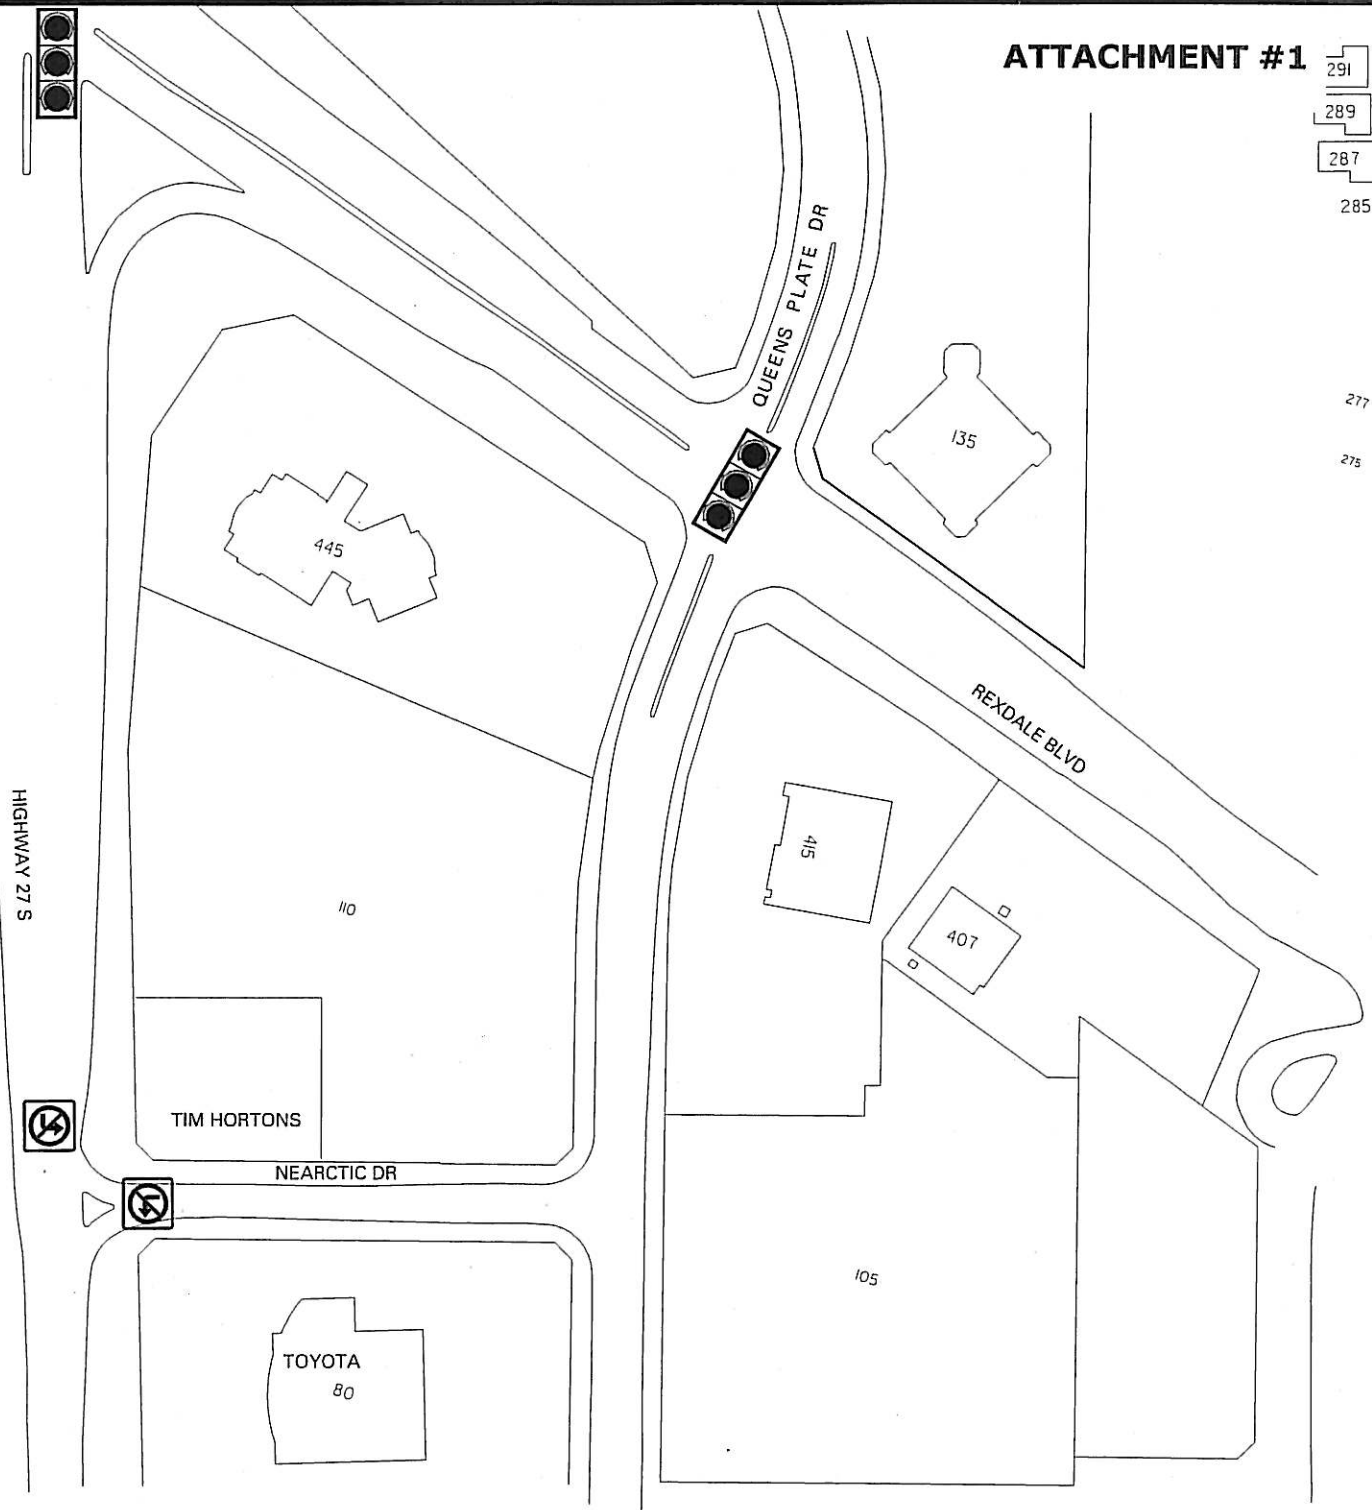 ATTACHMENT #1
291
289
287
285
QUEENS PLATE DR
277
135
275
445
REXDALE BLVD
HIGHWAY 27 S
415
110
407
TIM HORTONS
NEARCTIC DR
105
TOYOTA
80